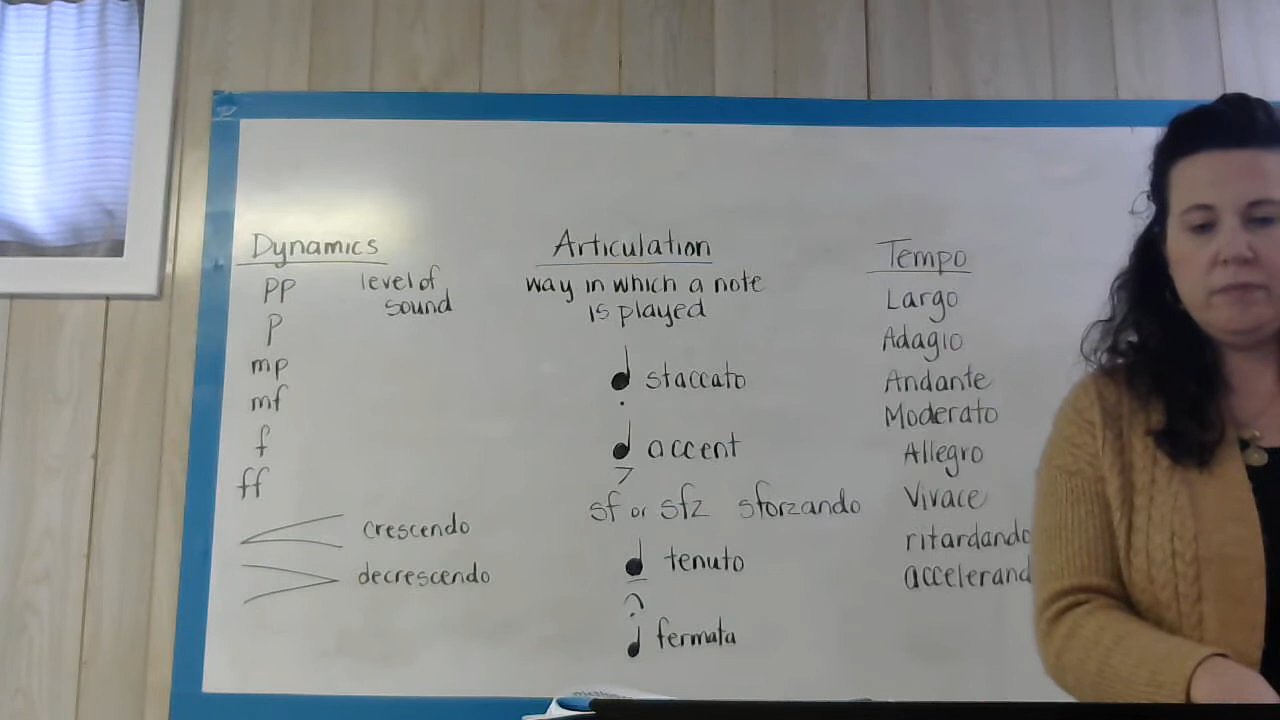 Dynamics
pp level of
sound
p
mp
mf
f
ff
crescendo
decrescendo
Articulation
way in which a note
is played
staccato
accent
sf or sfz sforzando
tenuto
fermata
Tempo
Largo
Adagio
Andante
Moderato
Allegro
Vivace
ritardando
accelerand